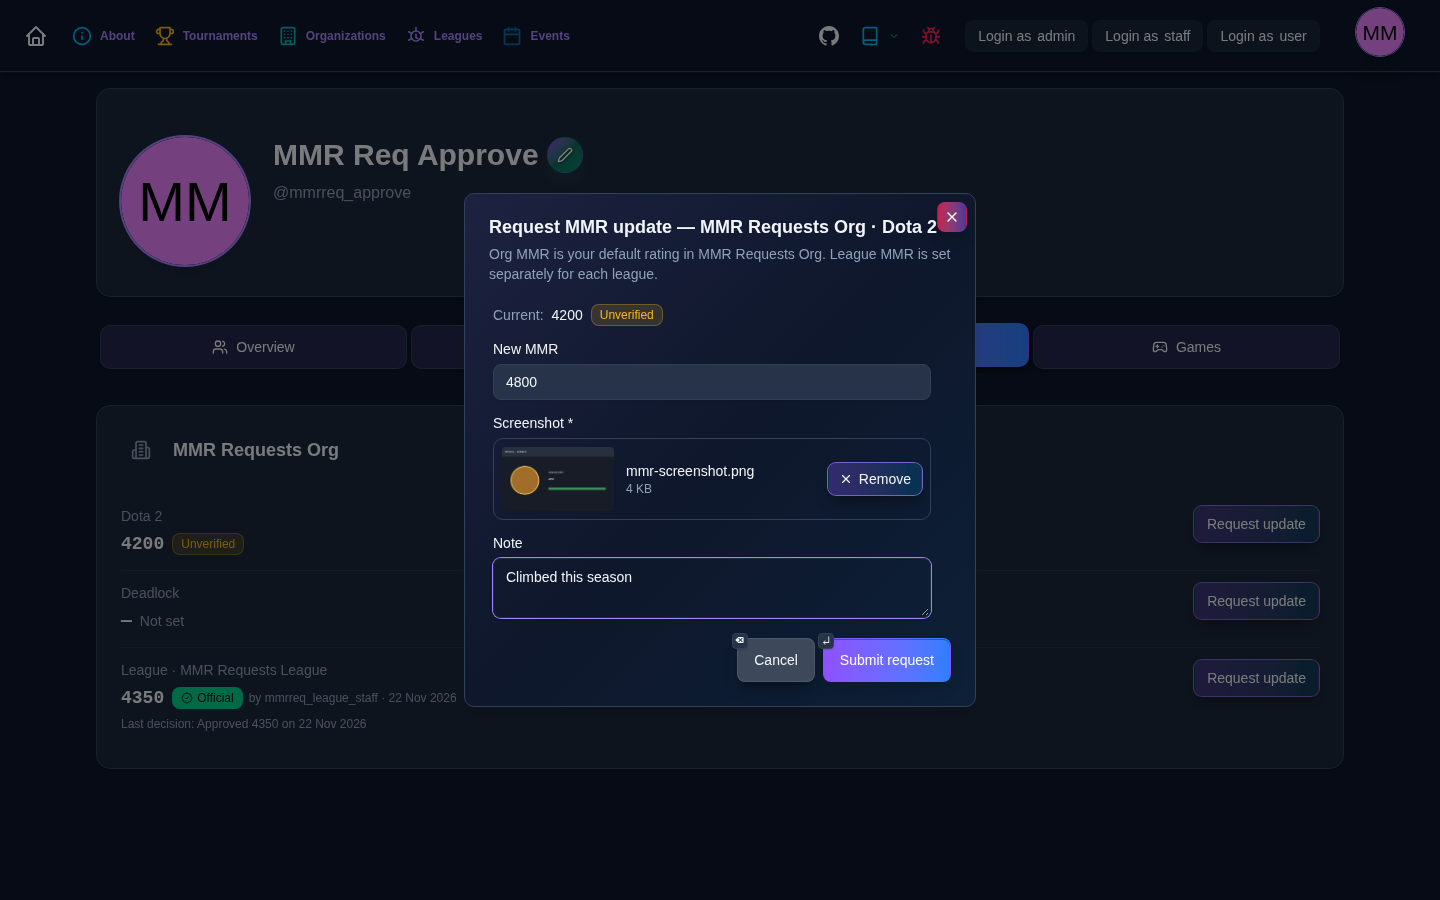 About
Tournaments
Organizations
Leagues
Events
Login as admin
Login as staff
Login as user
MM
MM
MMR Req Approve
@mmrreq_approve
Overview
Games
MMR Requests Org
Dota 2
4200 Unverified
Request update
Deadlock
— Not set
Request update
League · MMR Requests League
4350 Official by mmrreq_league_staff · 22 Nov 2026
Last decision: Approved 4350 on 22 Nov 2026
Request update
Request MMR update — MMR Requests Org · Dota 2
Org MMR is your default rating in MMR Requests Org. League MMR is set
separately for each league.
Current: 4200 Unverified
New MMR
4800
Screenshot *
mmr-screenshot.png
4 KB
Remove
Note
Climbed this season
Cancel
Submit request